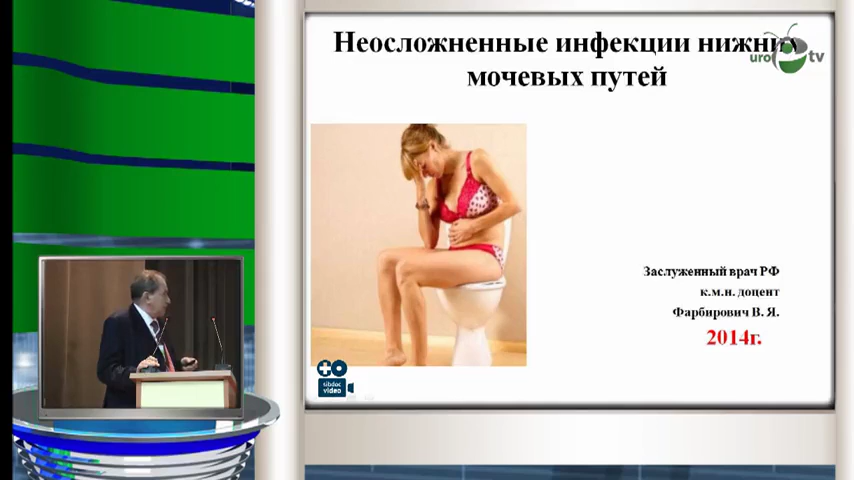 Неосложненные инфекции нижних
мочевых путей
uro tv
Заслуженный врач РФ
к.м.н. доцент
Фарбирович В. Я.
2014г.
sibdoc
video